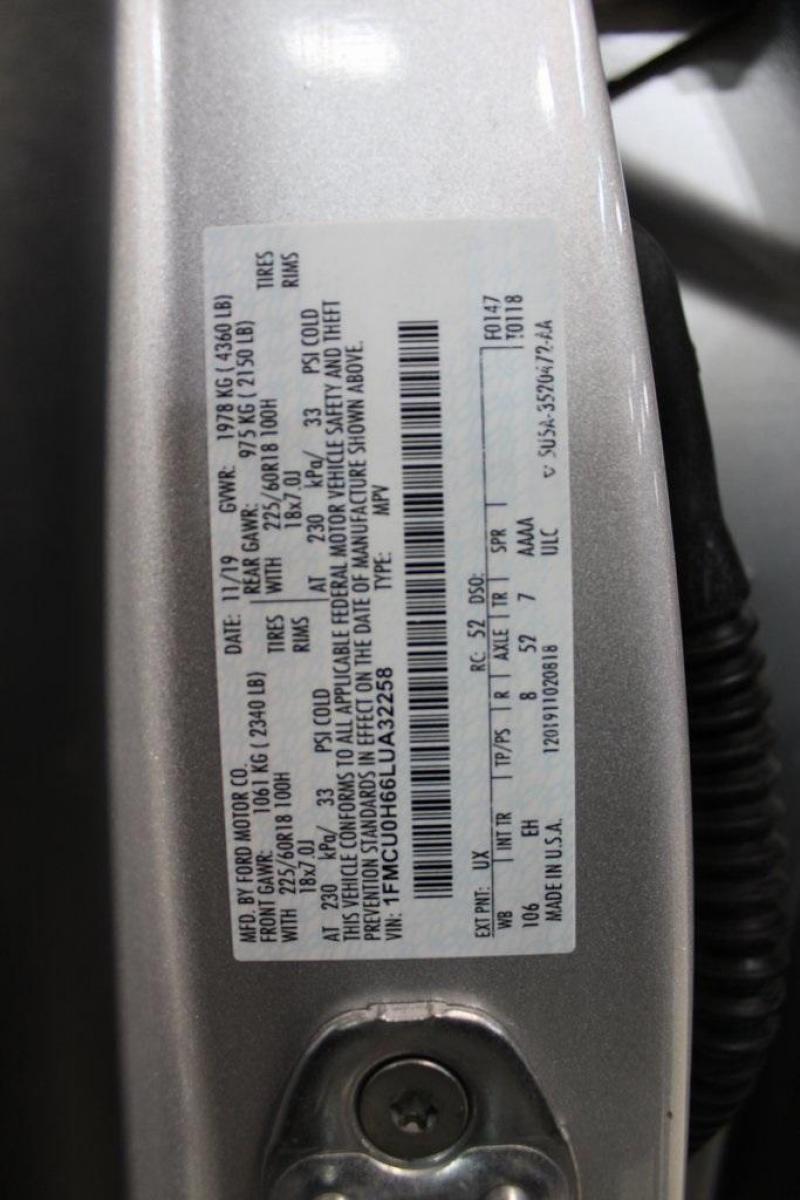 MFD. BY FORD MOTOR CO. DATE: 11/19 GVWR: 1978 KG ( 4360 LB)
FRONT GAWR: 1061 KG ( 2340 LB) REAR GAWR: 975 KG ( 2150 LB)
WITH 225/60R18 100H TIRES WITH 225/60R18 100H TIRES
18x7.0J RIMS 18x7.0J RIMS
AT 230 kPa/ 33 PSI COLD AT 230 kPa/ 33 PSI COLD
THIS VEHICLE CONFORMS TO ALL APPLICABLE FEDERAL MOTOR VEHICLE SAFETY AND THEFT
PREVENTION STANDARDS IN EFFECT ON THE DATE OF MANUFACTURE SHOWN ABOVE.
VIN: 1FMCU0H66LUA32258 TYPE: MPV
F0147
EXT PNT: UX RC: 52 DSO: T0118
WB INT TR TP/PS R AXLE TR SPR
106 EH 8 52 7 AAAA
MADE IN U.S.A. 1201911020818 ULC SU5A-3520472-AA